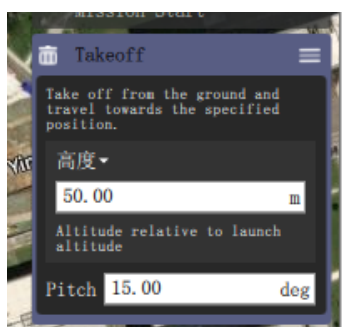 Mission Start
Takeoff
Take off from the ground and
travel towards the specified
position.
高度
50.00 m
Altitude relative to launch
altitude
Pitch 15.00 deg